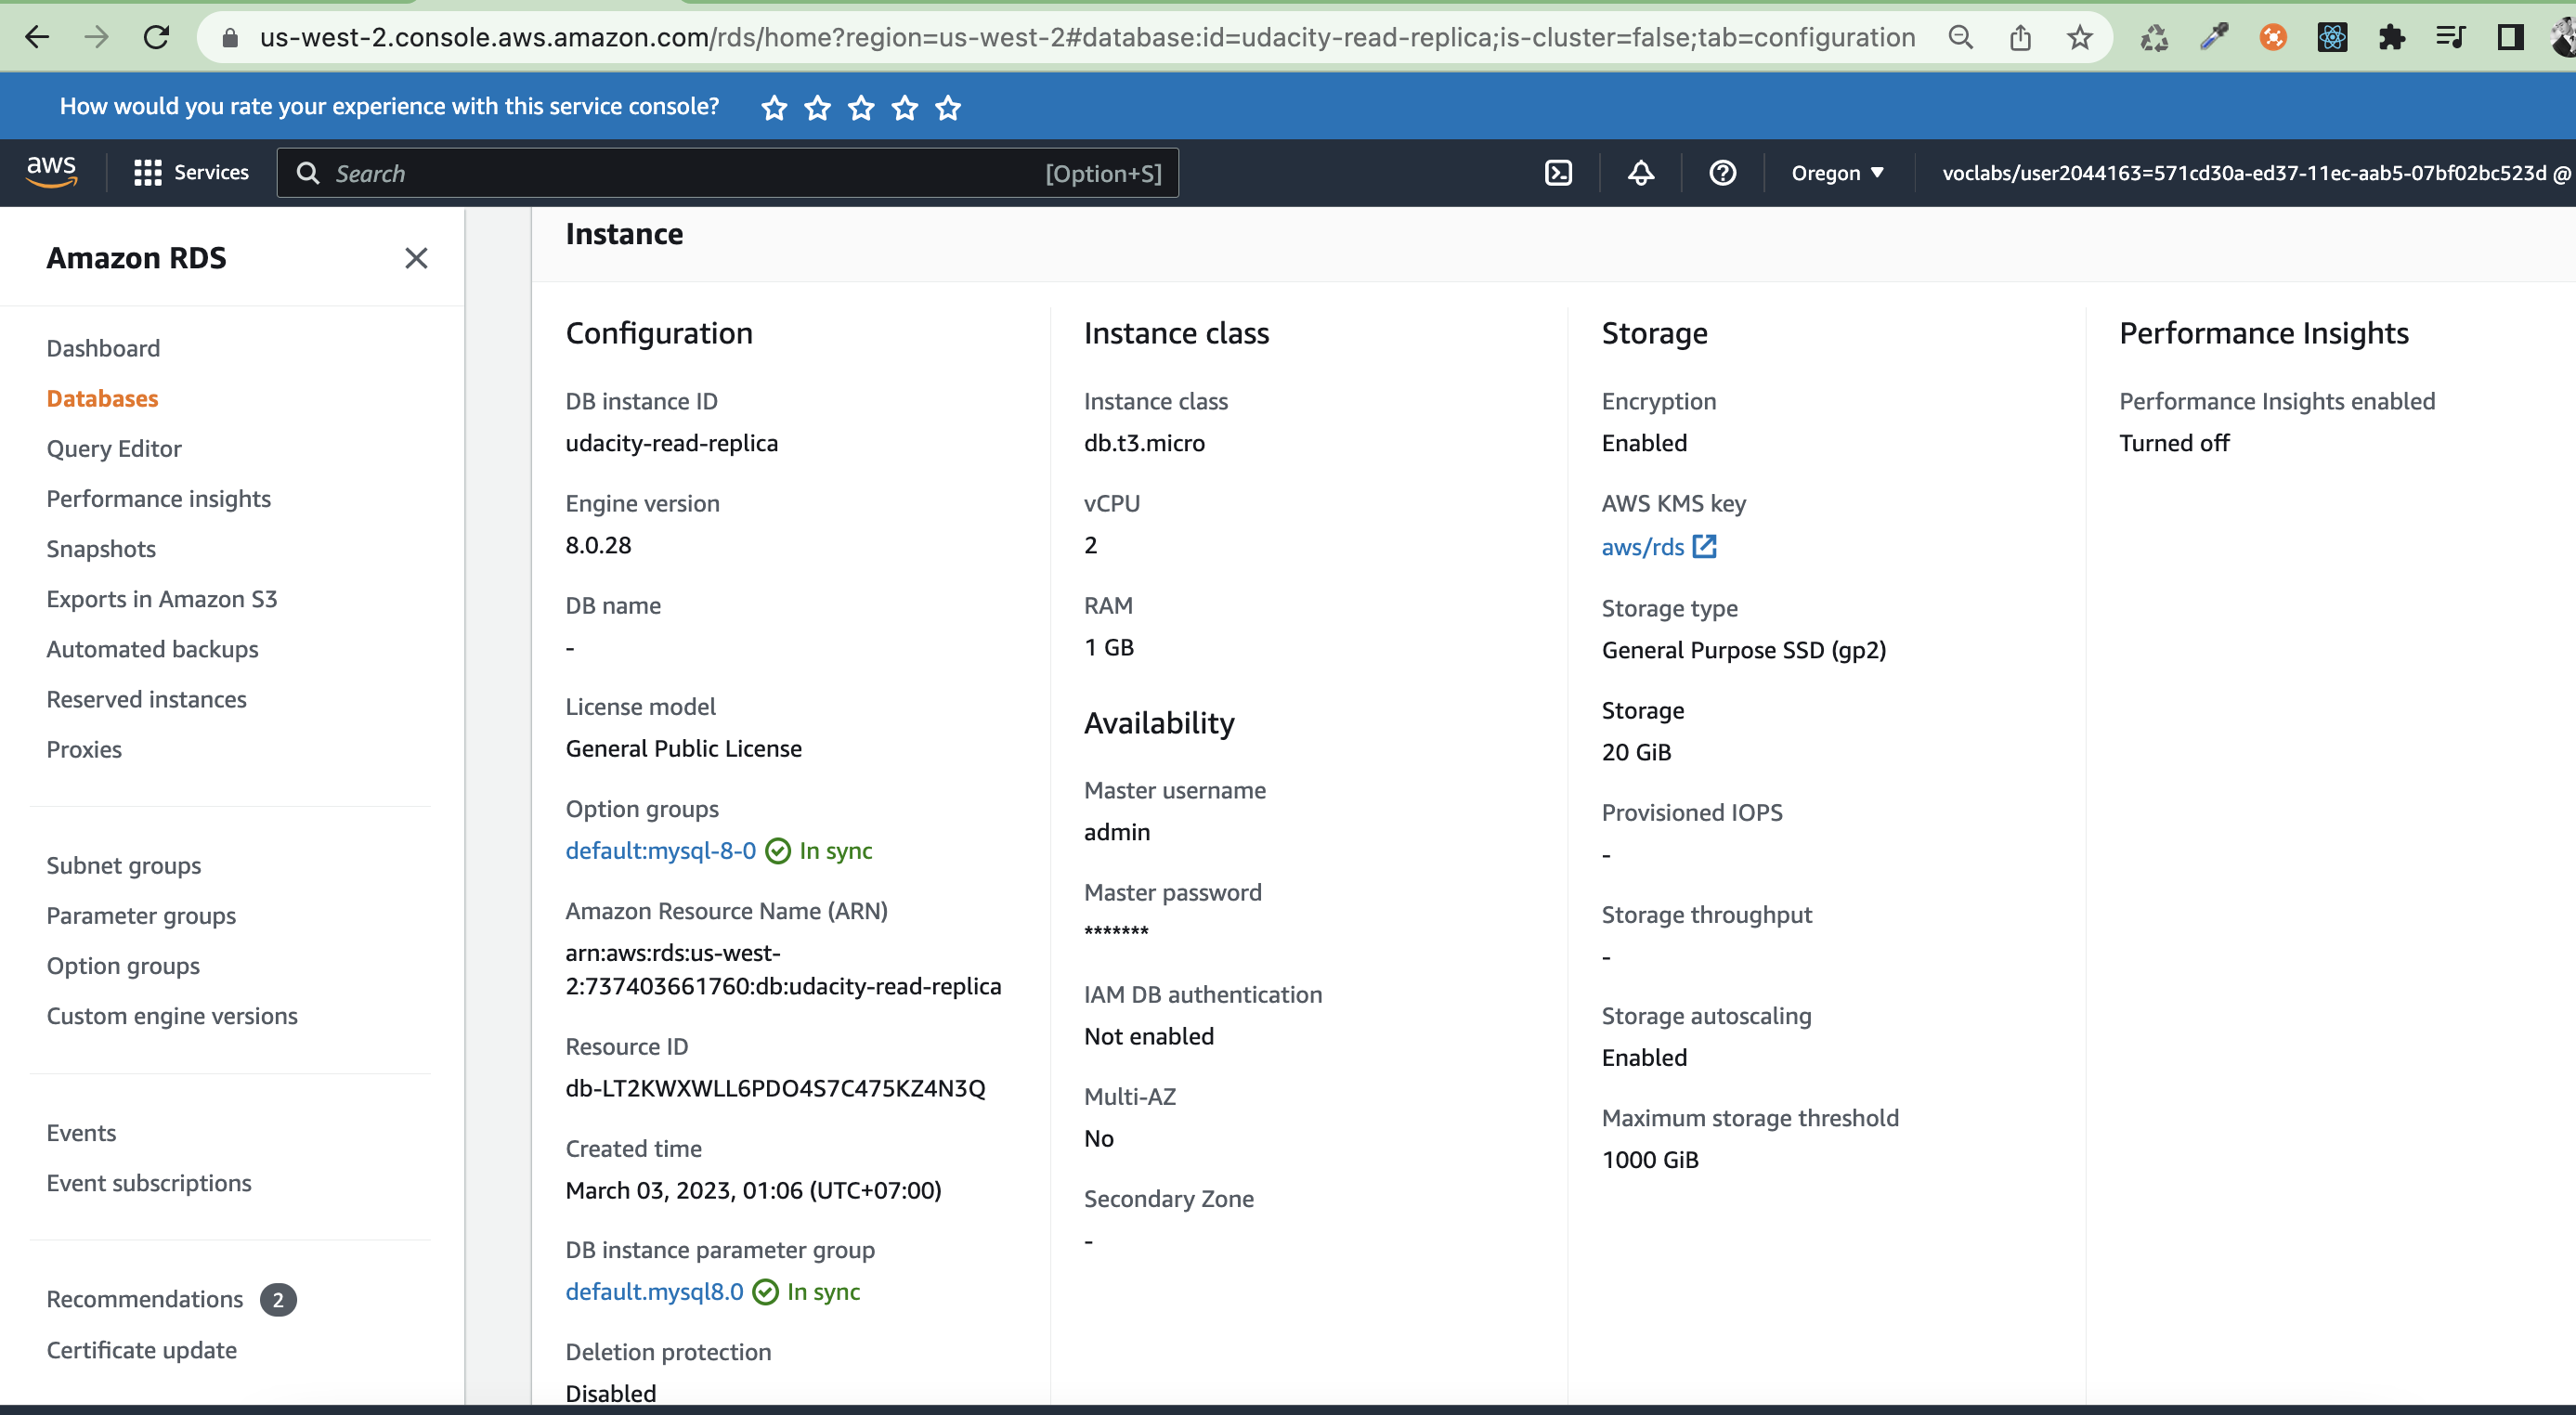 us-west-2.console.aws.amazon.com/rds/home?region=us-west-2#database:id=udacity-read-replica;is-cluster=false;tab=configuration
How would you rate your experience with this service console?
aws
Services
Search
[Option+S]
Oregon
voclabs/user2044163=571cd30a-ed37-11ec-aab5-07bf02bc523d @
Amazon RDS
Dashboard
Databases
Query Editor
Performance insights
Snapshots
Exports in Amazon S3
Automated backups
Reserved instances
Proxies
Subnet groups
Parameter groups
Option groups
Custom engine versions
Events
Event subscriptions
Recommendations 2
Certificate update
Instance
Configuration
DB instance ID
udacity-read-replica
Engine version
8.0.28
DB name
-
License model
General Public License
Option groups
default:mysql-8-0 In sync
Amazon Resource Name (ARN)
arn:aws:rds:us-west-
2:737403661760:db:udacity-read-replica
Resource ID
db-LT2KWXWLL6PDO4S7C475KZ4N3Q
Created time
March 03, 2023, 01:06 (UTC+07:00)
DB instance parameter group
default.mysql8.0 In sync
Deletion protection
Disabled
Instance class
Instance class
db.t3.micro
vCPU
2
RAM
1 GB
Availability
Master username
admin
Master password
*******
IAM DB authentication
Not enabled
Multi-AZ
No
Secondary Zone
-
Storage
Encryption
Enabled
AWS KMS key
aws/rds
Storage type
General Purpose SSD (gp2)
Storage
20 GiB
Provisioned IOPS
-
Storage throughput
-
Storage autoscaling
Enabled
Maximum storage threshold
1000 GiB
Performance Insights
Performance Insights enabled
Turned off